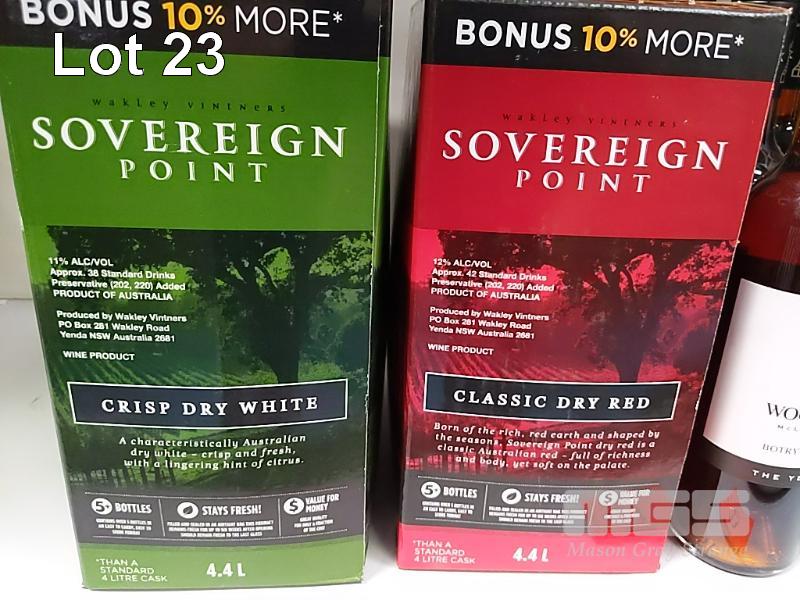 BONUS 10% MORE*
Lot 23
wakley vintners
SOVEREIGN
POINT
11% ALC/VOL
Approx. 38 Standard Drinks
Preservative (202, 220) Added
PRODUCT OF AUSTRALIA
Produced by Wakley Vintners
PO Box 281 Wakley Road
Yenda NSW Australia 2681
WINE PRODUCT
CRISP DRY WHITE
A characteristically Australian
dry white - crisp and fresh,
with a lingering hint of citrus.
5+ BOTTLES
STAYS FRESH!
$ VALUE FOR
MONEY
*THAN A
STANDARD
4 LITRE CASK
4.4 L
BONUS 10% MORE*
wakley vintners
SOVEREIGN
POINT
12% ALC/VOL
Approx. 42 Standard Drinks
Preservative (202, 220) Added
PRODUCT OF AUSTRALIA
Produced by Wakley Vintners
PO Box 281 Wakley Road
Yenda NSW Australia 2681
WINE PRODUCT
CLASSIC DRY RED
Born of the rich, red earth and shaped by
the seasons, Sovereign Point dry red is a
classic Australian red - full of richness
and body, yet soft on the palate.
5+ BOTTLES
STAYS FRESH!
$ VALUE FOR
MONEY
*THAN A
STANDARD
4 LITRE CASK
4.4 L
WOO
McL
BOTRY
THE YE
MGS
Mason Gray Strange